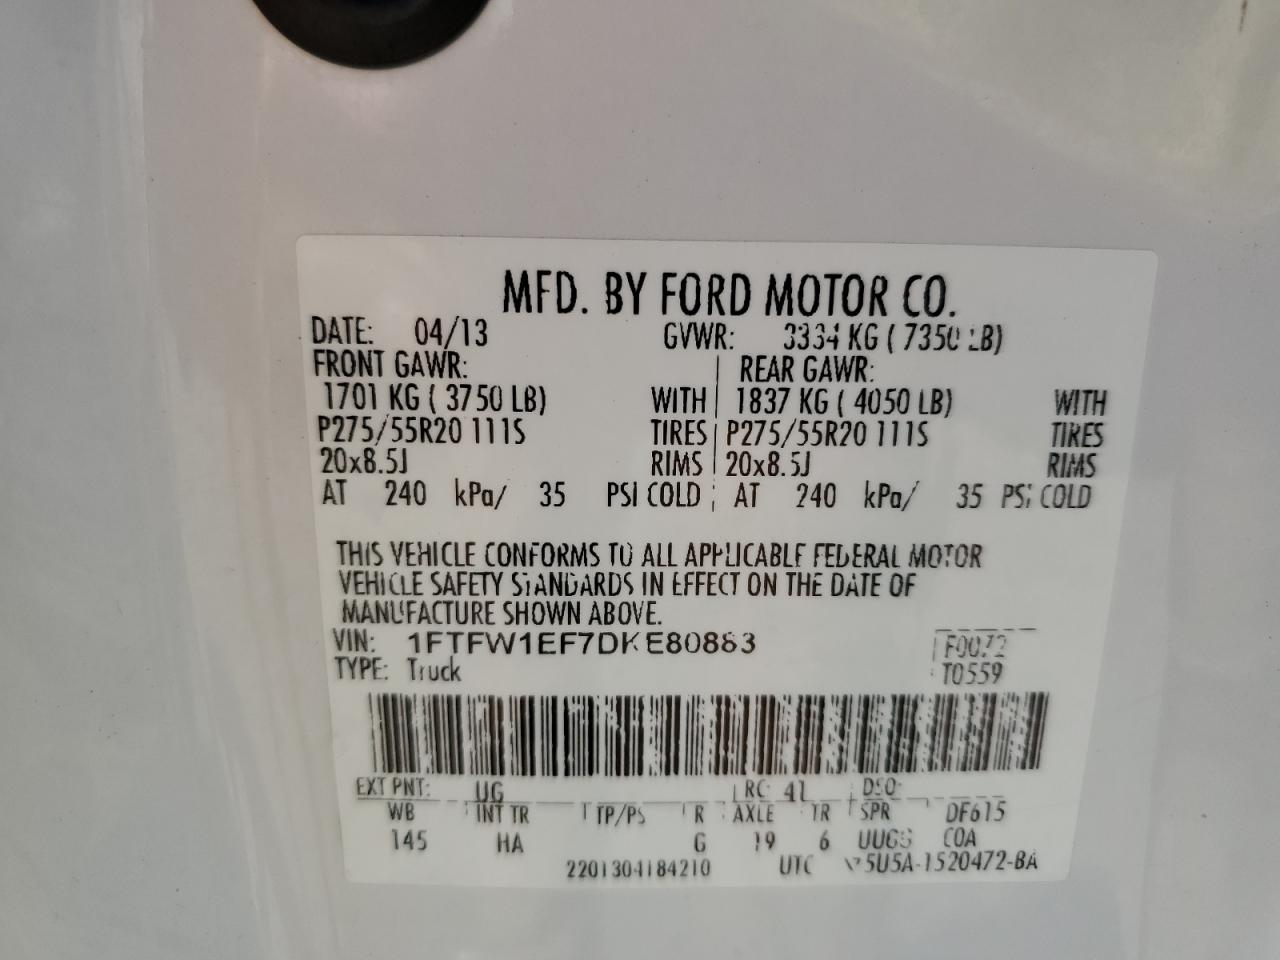 MFD. BY FORD MOTOR CO.
DATE: 04/13 GVWR: 3334 KG ( 7350 LB)
FRONT GAWR: REAR GAWR:
1701 KG ( 3750 LB) WITH 1837 KG ( 4050 LB) WITH
P275/55R20 111S TIRES P275/55R20 111S TIRES
20x8.5J RIMS 20x8.5J RIMS
AT 240 kPa/ 35 PSI COLD AT 240 kPa/ 35 PSI COLD
THIS VEHICLE CONFORMS TO ALL APPLICABLE FEDERAL MOTOR
VEHICLE SAFETY STANDARDS IN EFFECT ON THE DATE OF
MANUFACTURE SHOWN ABOVE.
VIN: 1FTFW1EF7DKE80883 F0072
TYPE: Truck T0559
EXT PNT: UG RC: 41 DSO:
WB INT TR TP/PS R AXLE TR SPR DF615
145 HA G 19 6 UUGS COA
2201304184210 UTC 5U5A-1520472-BA